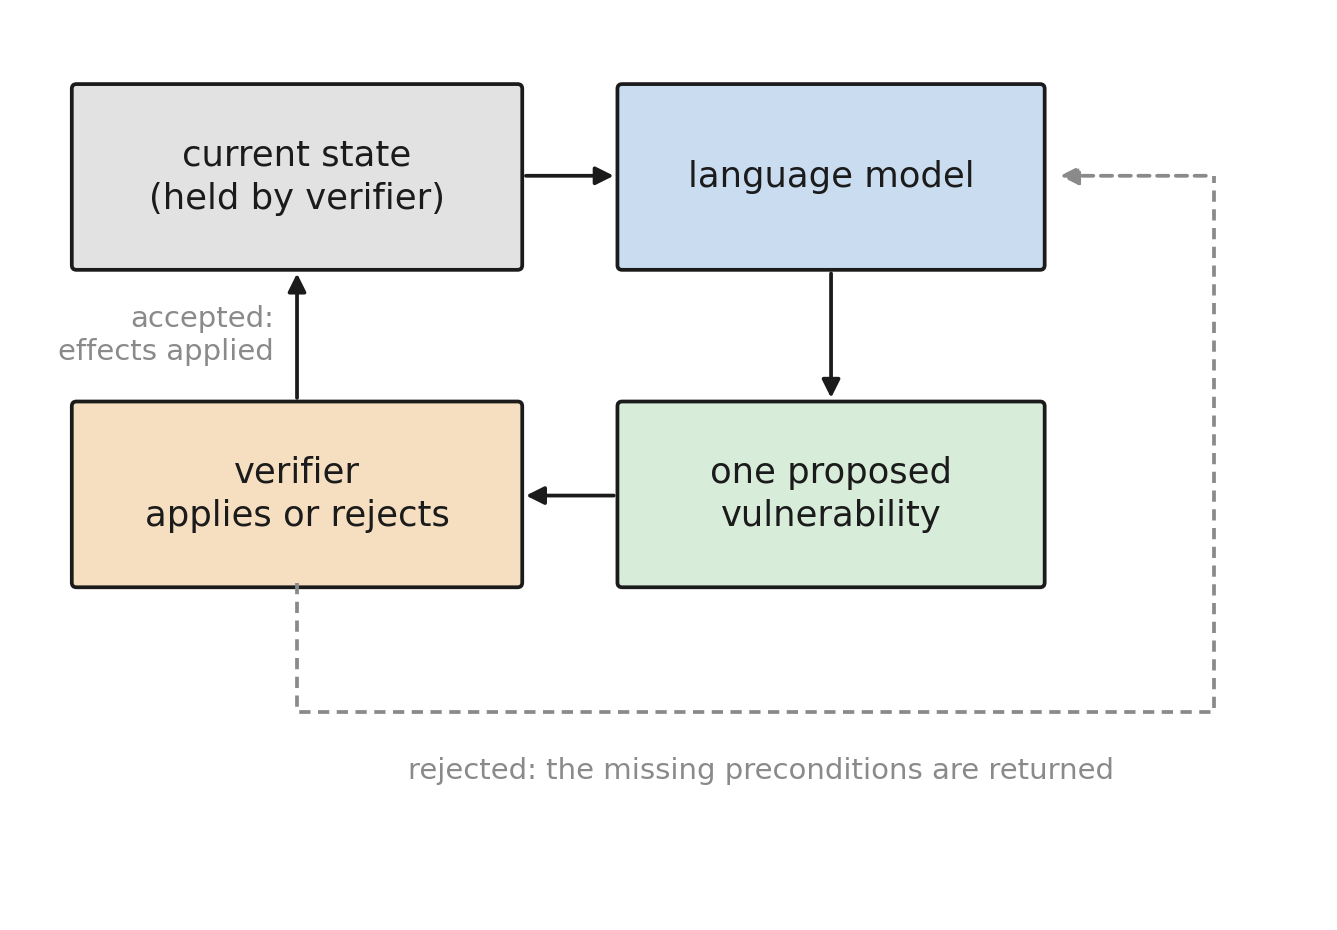 current state
(held by verifier)
language model
accepted:
effects applied
verifier
applies or rejects
one proposed
vulnerability
rejected: the missing preconditions are returned